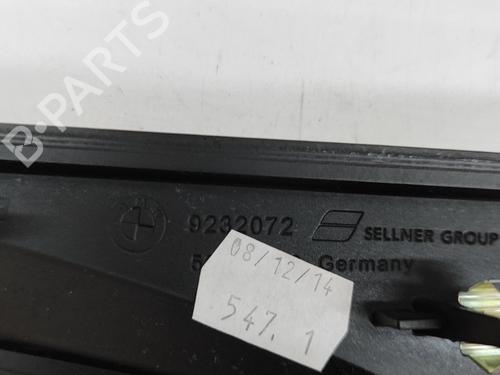 B-PARTS
9232072
SELLNER GROUP
Germany
08/12/14
547. 1